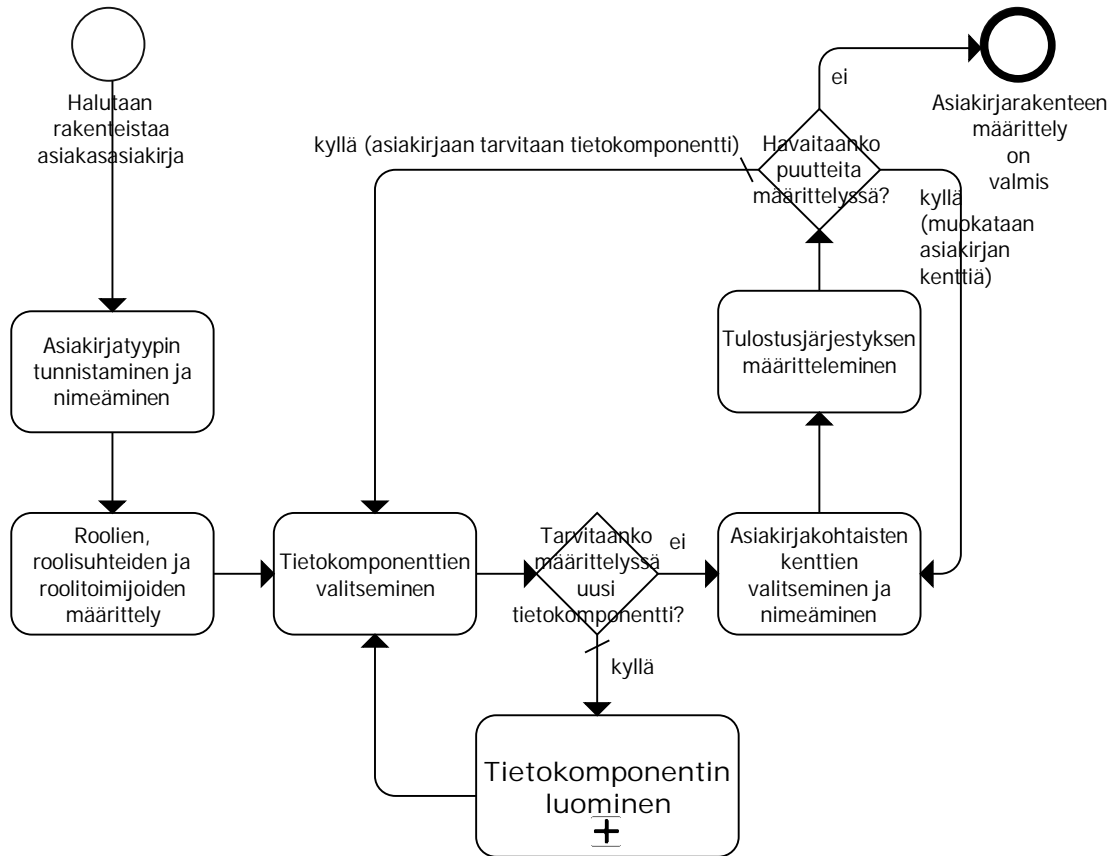 Halutaan
rakenteistaa
asiakasasiakirja
Asiakirjatyypin
tunnistaminen ja
nimeäminen
Roolien,
roolisuhteiden ja
roolitoimijoiden
määrittely
Tietokomponenttien
valitseminen
Tarvitaanko
määrittelyssä
uusi
tietokomponentti?
ei
kyllä
Tietokomponentin
luominen
Asiakirjakohtaisten
kenttien
valitseminen ja
nimeäminen
Tulostusjärjestyksen
määritteleminen
Havaitaanko
puutteita
määrittelyssä?
kyllä (asiakirjaan tarvitaan tietokomponentti)
kyllä
(muokataan
asiakirjan
kenttiä)
ei
Asiakirjarakenteen
määrittely
on
valmis